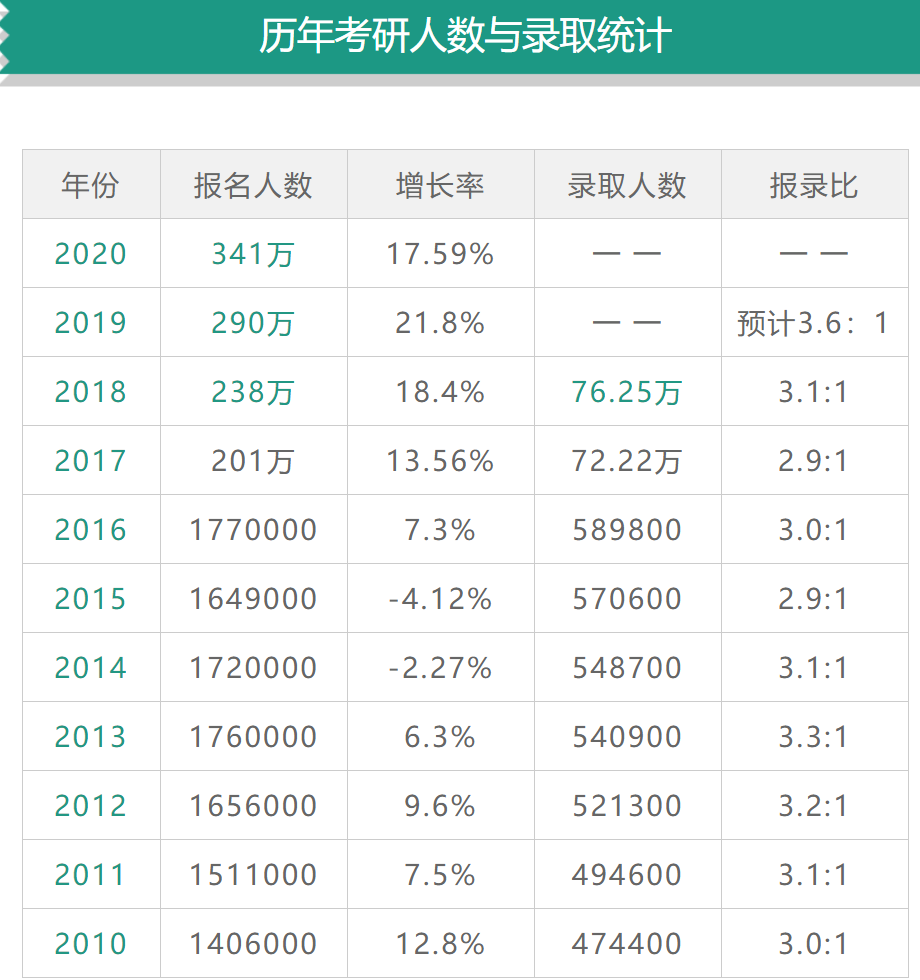 历年考研人数与录取统计
年份 报名人数 增长率 录取人数 报录比
2020 341万 17.59% — — — —
2019 290万 21.8% — — 预计3.6：1
2018 238万 18.4% 76.25万 3.1:1
2017 201万 13.56% 72.22万 2.9:1
2016 1770000 7.3% 589800 3.0:1
2015 1649000 -4.12% 570600 2.9:1
2014 1720000 -2.27% 548700 3.1:1
2013 1760000 6.3% 540900 3.3:1
2012 1656000 9.6% 521300 3.2:1
2011 1511000 7.5% 494600 3.1:1
2010 1406000 12.8% 474400 3.0:1